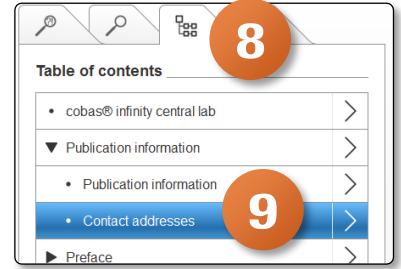 8
Table of contents
• cobas® infinity central lab
▼ Publication information
• Publication information
9
• Contact addresses
▶ Preface